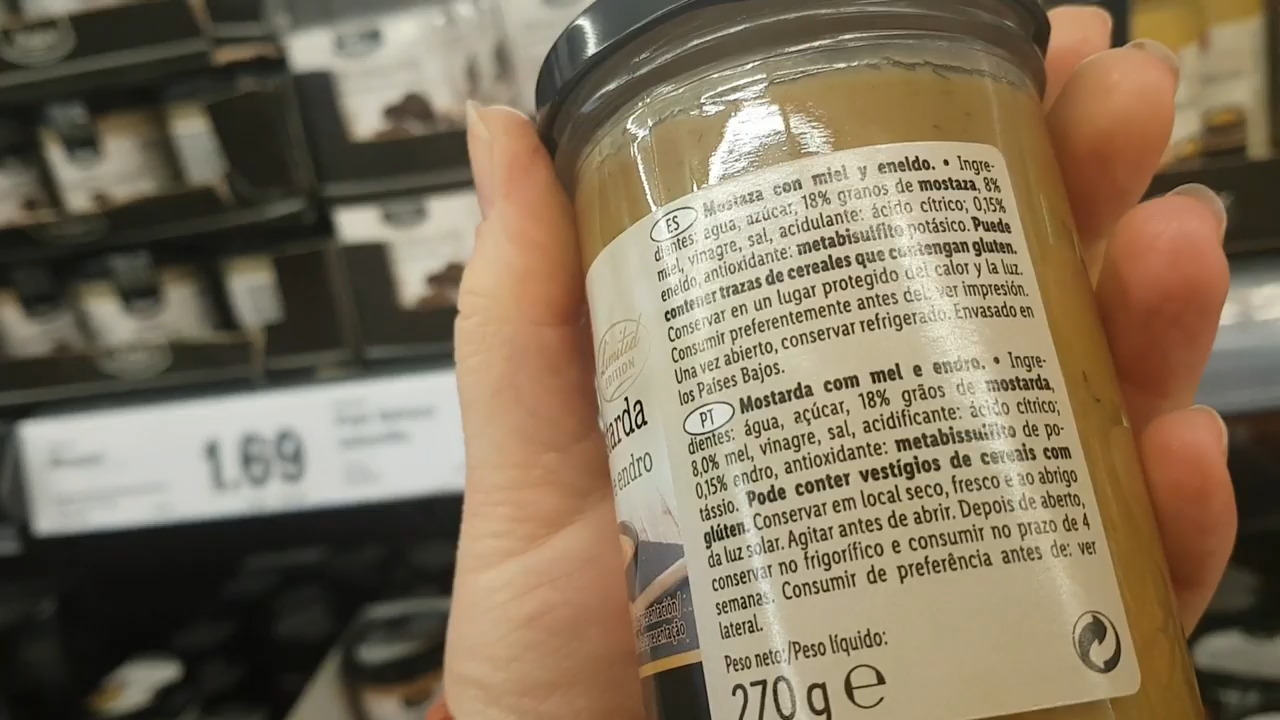 ES Mostaza con miel y eneldo. • Ingre-
dientes: agua, azúcar, 18% granos de mostaza, 8%
miel, vinagre, sal, acidulante: ácido cítrico; 0,15%
eneldo, antioxidante: metabisulfito potásico. Puede
contener trazas de cereales que contengan gluten.
Conservar en un lugar protegido del calor y la luz.
Consumir preferentemente antes del: ver impresión.
Una vez abierto, conservar refrigerado. Envasado en
los Países Bajos.
PT Mostarda com mel e endro. • Ingre-
dientes: água, açúcar, 18% grãos de mostarda,
8,0% mel, vinagre, sal, acidificante: ácido cítrico;
0,15% endro, antioxidante: metabissulfito de po-
tássio. Pode conter vestígios de cereais com
glúten. Conservar em local seco, fresco e ao abrigo
da luz solar. Agitar antes de abrir. Depois de aberto,
conservar no frigorífico e consumir no prazo de 4
semanas. Consumir de preferência antes de: ver
lateral.
Peso neto:/Peso líquido:
270 g e
Limited
EDITION
arda
endro
esentación/
presentação
1.69